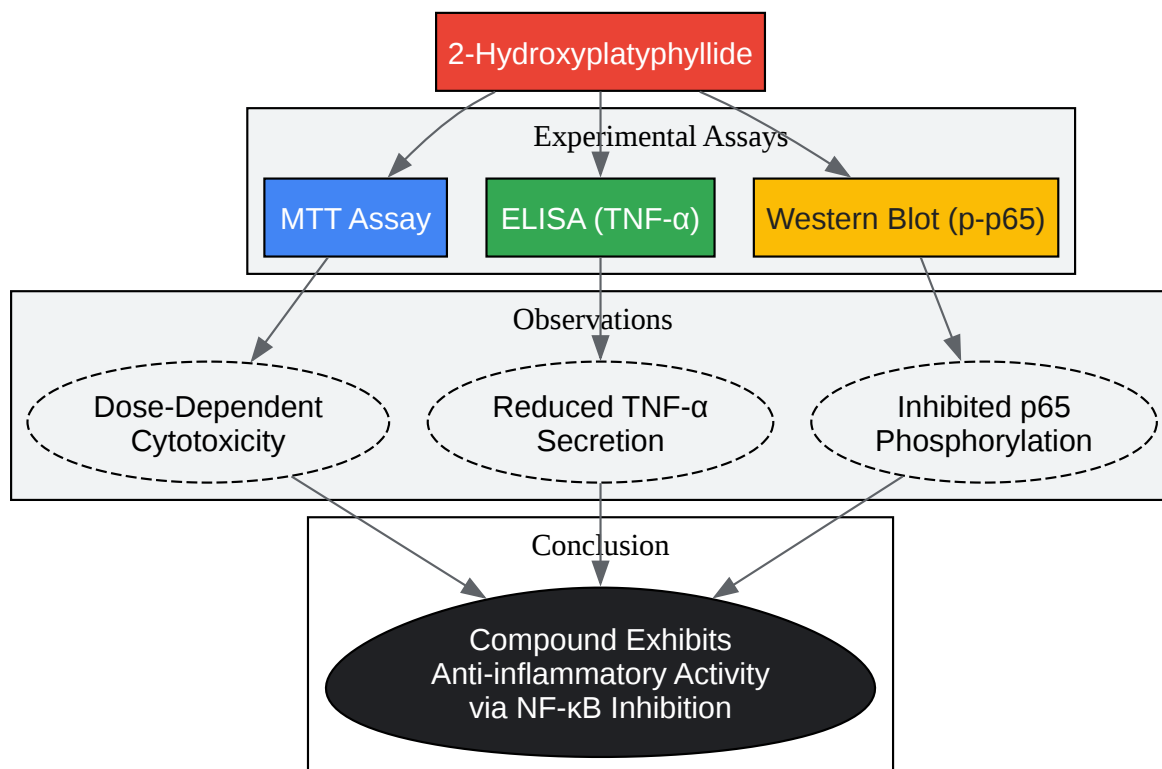 2-Hydroxyplatyphyllide
Experimental Assays
MTT Assay
ELISA (TNF-α)
Western Blot (p-p65)
Observations
Dose-Dependent
Cytotoxicity
Reduced TNF-α
Secretion
Inhibited p65
Phosphorylation
Conclusion
Compound Exhibits
Anti-inflammatory Activity
via NF-κB Inhibition